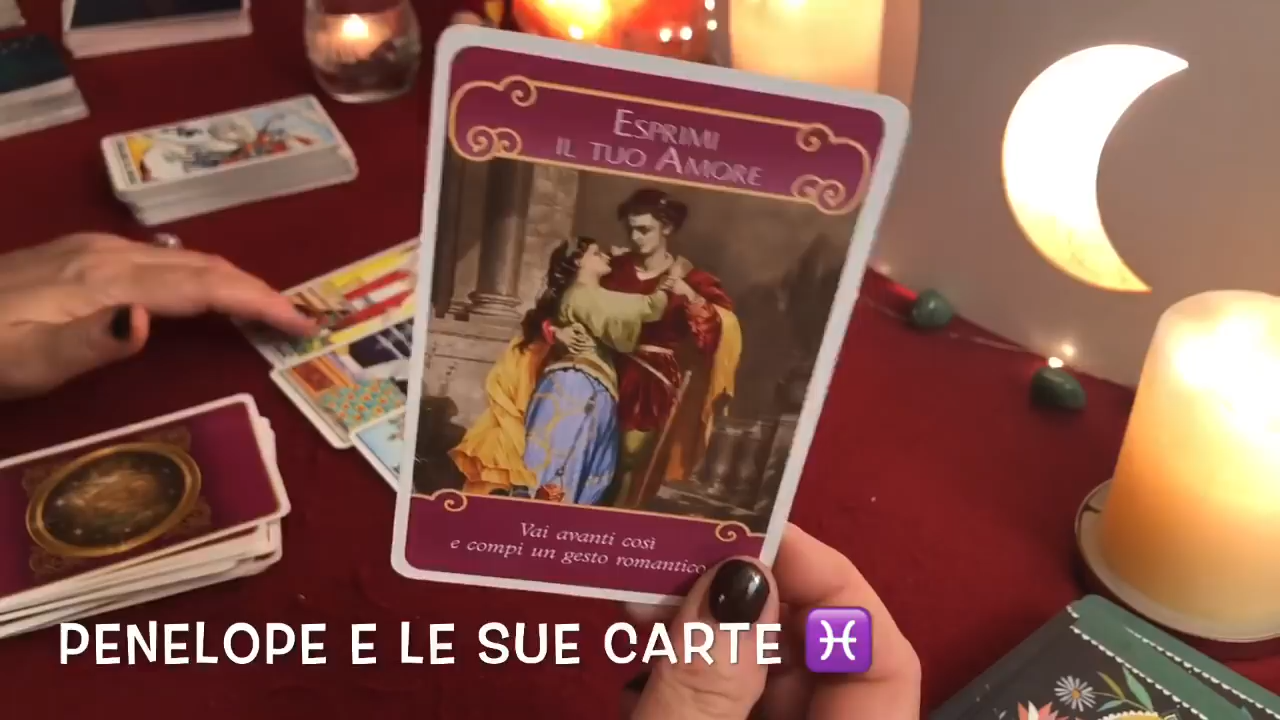 Esprimi
il tuo Amore
Vai avanti così
e compi un gesto romantico
PENELOPE E LE SUE CARTE ♓